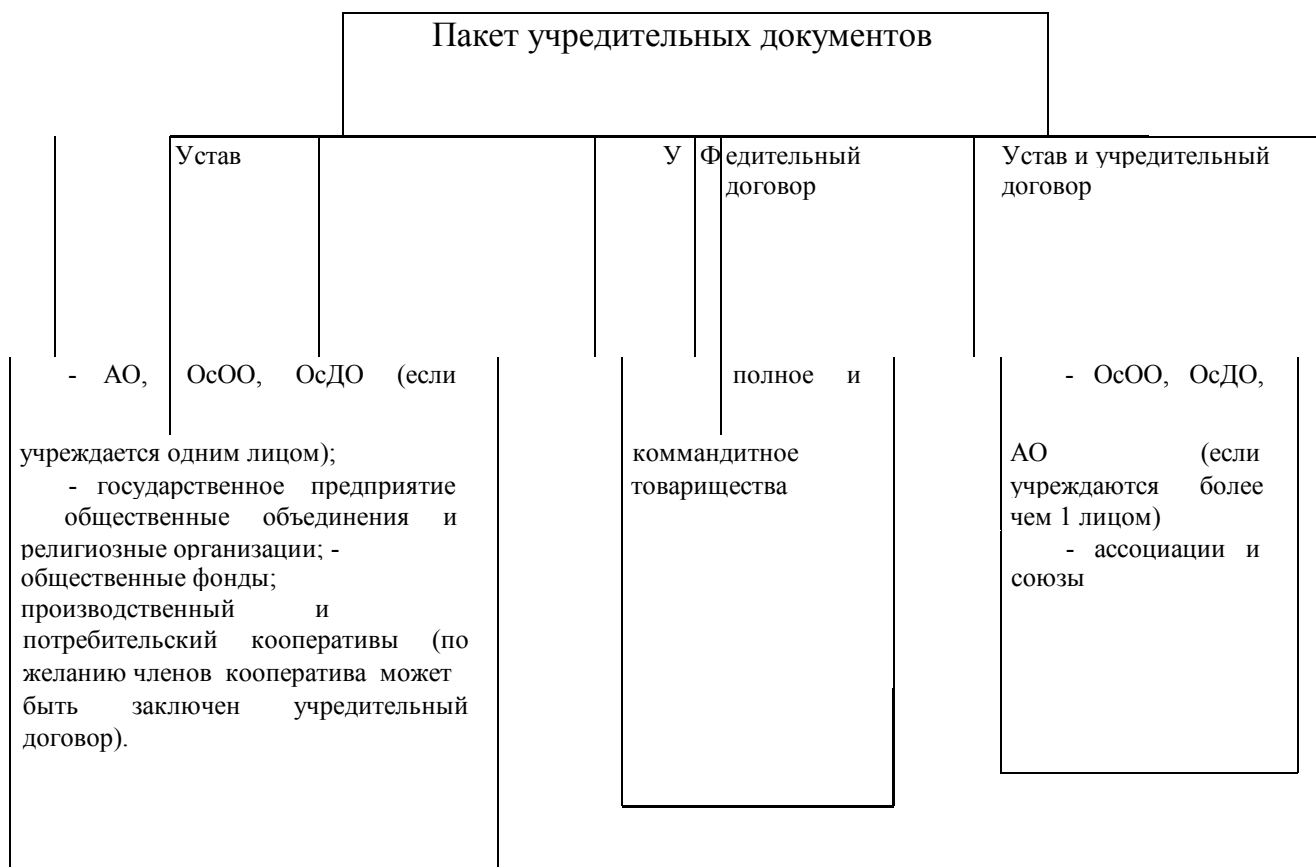 Пакет учредительных документов
Устав
У Ф едительный
договор
Устав и учредительный
договор
- АО, ОсОО, ОсДО (если
учреждается одним лицом);
- государственное предприятие
общественные объединения и
религиозные организации; -
общественные фонды;
производственный и
потребительский кооперативы (по
желанию членов кооператива может
быть заключен учредительный
договор).
полное и
коммандитное
товарищества
- ОсОО, ОсДО,
АО (если
учреждаются более
чем 1 лицом)
- ассоциации и
союзы